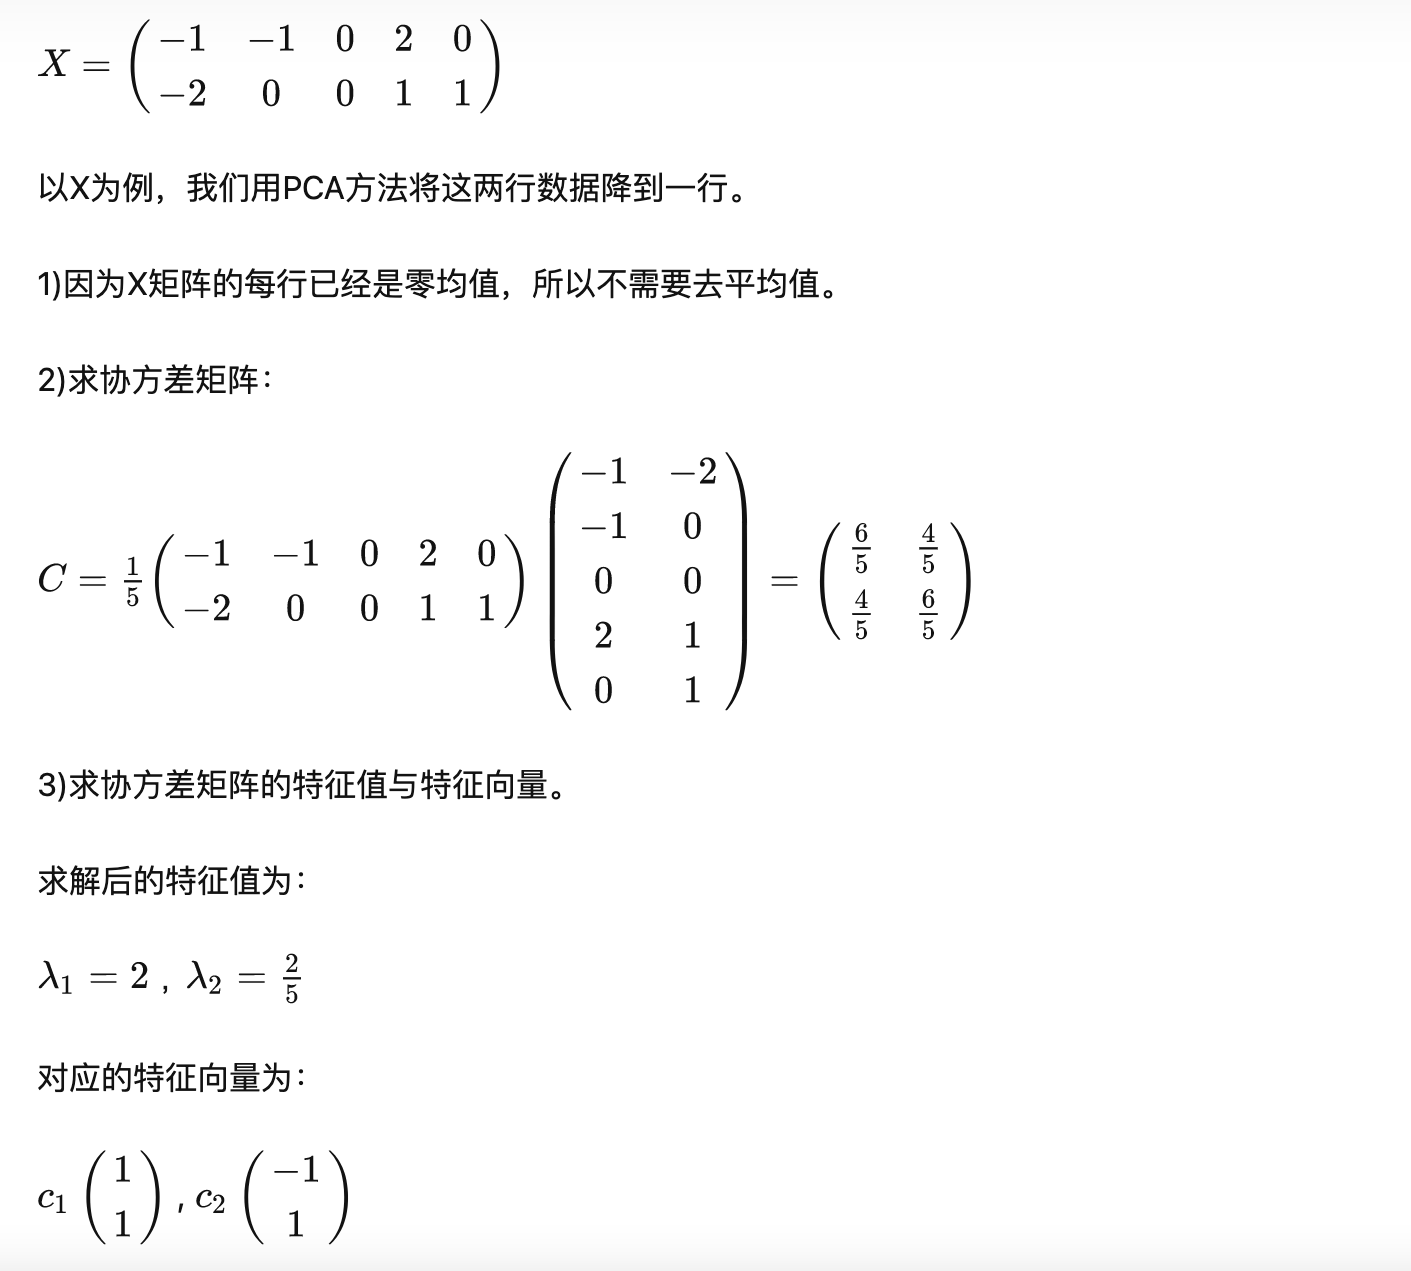 X = \begin{pmatrix} -1 & -1 & 0 & 2 & 0 \\ -2 & 0 & 0 & 1 & 1 \end{pmatrix}
以X为例，我们用PCA方法将这两行数据降到一行。
1)因为X矩阵的每行已经是零均值，所以不需要去平均值。
2)求协方差矩阵：
C = \frac{1}{5} \begin{pmatrix} -1 & -1 & 0 & 2 & 0 \\ -2 & 0 & 0 & 1 & 1 \end{pmatrix} \begin{pmatrix} -1 & -2 \\ -1 & 0 \\ 0 & 0 \\ 2 & 1 \\ 0 & 1 \end{pmatrix} = \begin{pmatrix} \frac{6}{5} & \frac{4}{5} \\ \frac{4}{5} & \frac{6}{5} \end{pmatrix}
3)求协方差矩阵的特征值与特征向量。
求解后的特征值为：
λ_1 = 2 , λ_2 = \frac{2}{5}
对应的特征向量为：
c_1 \begin{pmatrix} 1 \\ 1 \end{pmatrix} , c_2 \begin{pmatrix} -1 \\ 1 \end{pmatrix}